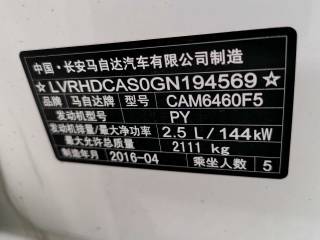 中国·长安马自达汽车有限公司制造
☆LVRHDCAS0GN194569☆
品牌 马自达 型号 CAM6460F5
发动机型号 PY
发动机排量/最大净功率 2.5 L/144kW
最大允许总质量 2111 kg
制造年月 2016-04 乘坐人数 5